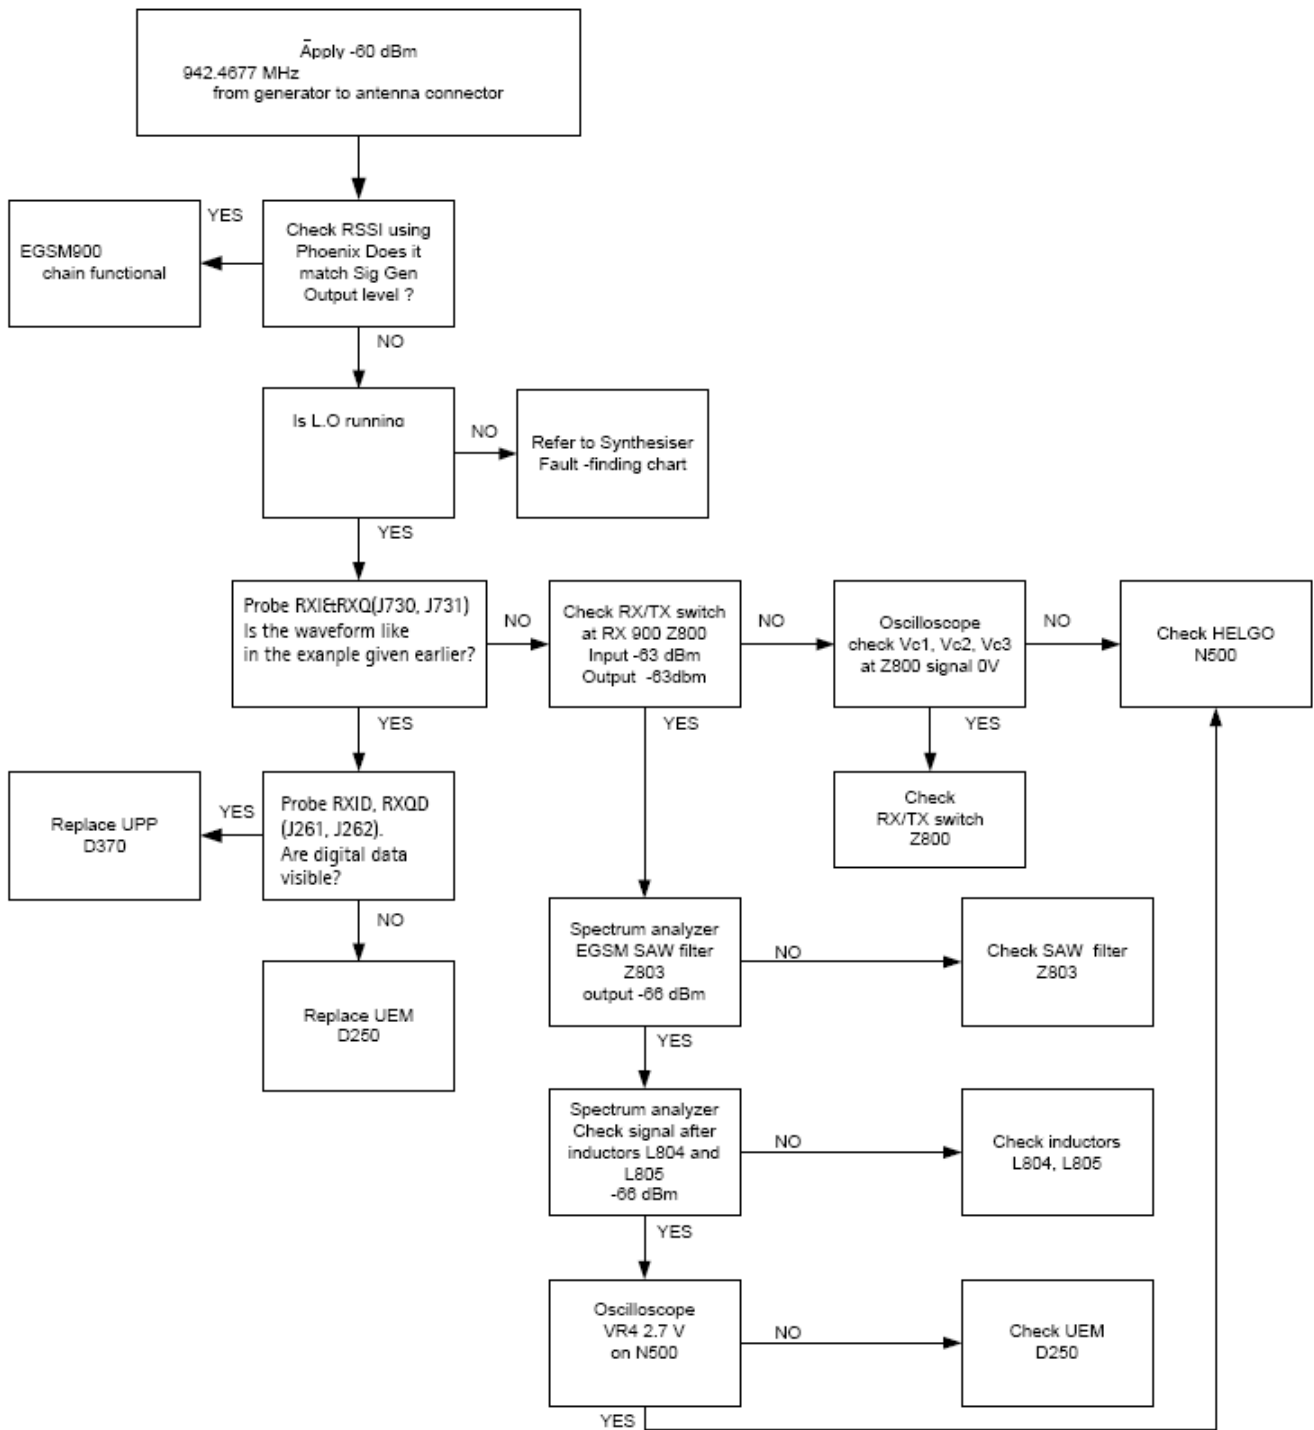 Apply -60 dBm
942.4677 MHz
from generator to antenna connector
YES
EGSM900
chain functional
Check RSSI using
Phoenix Does it
match Sig Gen
Output level ?
NO
Is L.O running
NO
Refer to Synthesiser
Fault -finding chart
YES
Probe RXI&RXQ(J730, J731)
Is the waveform like
in the exanple given earlier?
NO
Check RX/TX switch
at RX 900 Z800
Input -63 dBm
Output -63dbm
NO
Oscilloscope
check Vc1, Vc2, Vc3
at Z800 signal 0V
NO
Check HELGO
N500
YES
YES
YES
Replace UPP
D370
YES
Probe RXID, RXQD
(J261, J262).
Are digital data
visible?
Check
RX/TX switch
Z800
NO
Replace UEM
D250
Spectrum analyzer
EGSM SAW filter
Z803
output -66 dBm
NO
Check SAW filter
Z803
YES
Spectrum analyzer
Check signal after
inductors L804 and
L805
-66 dBm
NO
Check inductors
L804, L805
YES
Oscilloscope
VR4 2.7 V
on N500
NO
Check UEM
D250
YES